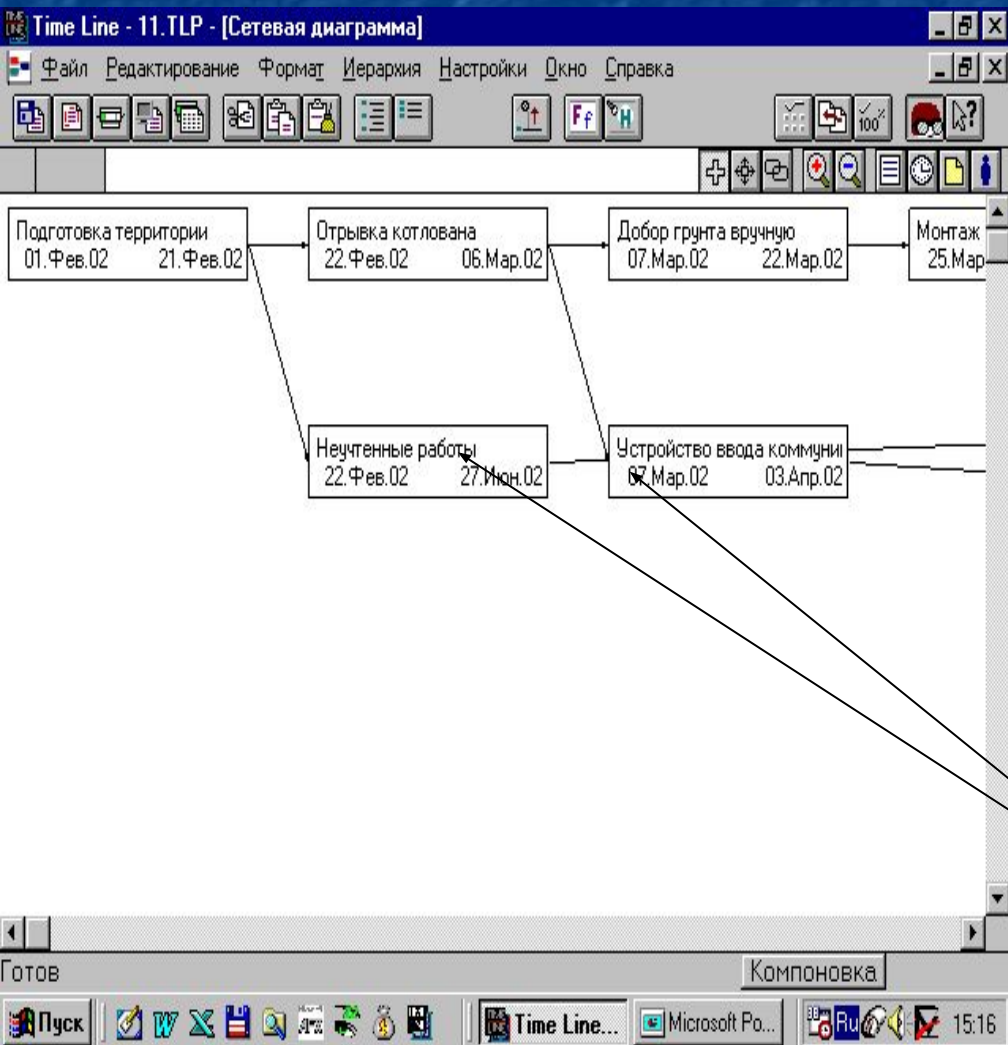 Time Line - 11.TLP - [Сетевая диаграмма]
Файл Редактирование Формат Иерархия Настройки Окно Справка
Ff
H
100%
?
Подготовка территории
01.Фев.02 21.Фев.02
Отрывка котлована
22.Фев.02 06.Мар.02
Добор грунта вручную
07.Мар.02 22.Мар.02
Монтаж
25.Мар
Неучтенные работы
22.Фев.02 27.Июн.02
Устройство ввода коммуни
07.Мар.02 03.Апр.02
Готов Компоновка
Пуск Time Line... Microsoft Po... Ru 15:16